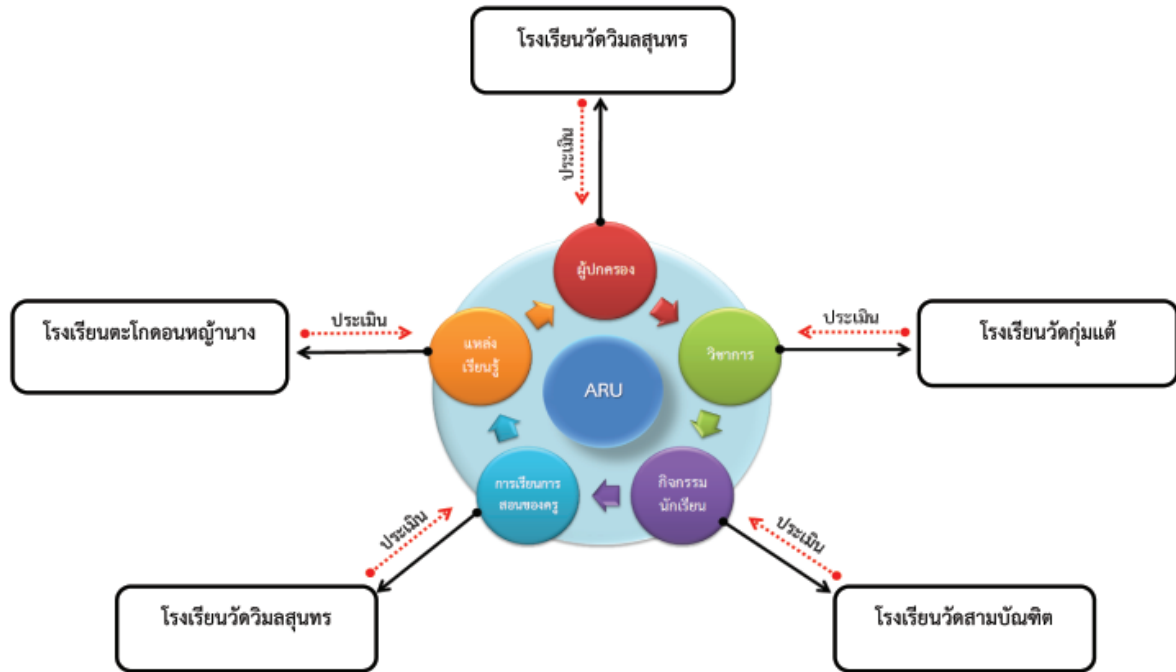 โรงเรียนวัดวิมลสุนทร
ประเมิน
ผู้ปกครอง
โรงเรียนตะโกดอนหญ้านาง
ประเมิน
แหล่ง
เรียนรู้
ARU
วิชาการ
ประเมิน
โรงเรียนวัดกุ่มแต้
การเรียนการ
สอนของครู
กิจกรรม
นักเรียน
ประเมิน
ประเมิน
โรงเรียนวัดวิมลสุนทร
โรงเรียนวัดสามบัณฑิต